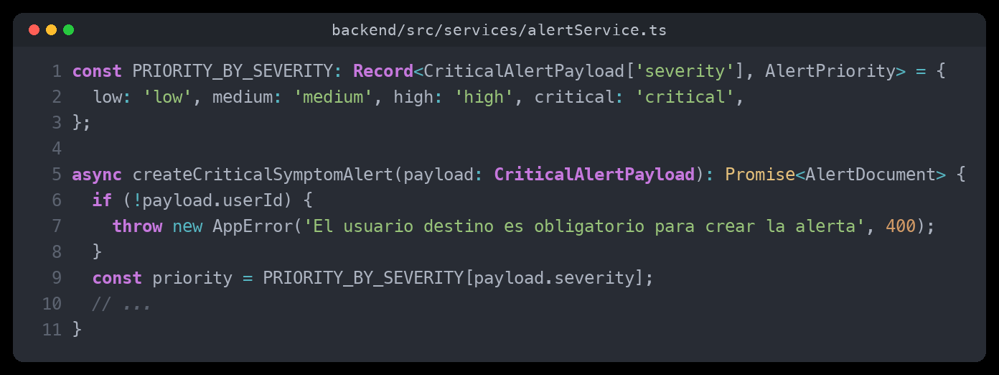 backend/src/services/alertService.ts
1 const PRIORITY_BY_SEVERITY: Record<CriticalAlertPayload['severity'], AlertPriority> = {
2   low: 'low', medium: 'medium', high: 'high', critical: 'critical',
3 };
4
5 async createCriticalSymptomAlert(payload: CriticalAlertPayload): Promise<AlertDocument> {
6   if (!payload.userId) {
7     throw new AppError('El usuario destino es obligatorio para crear la alerta', 400);
8   }
9   const priority = PRIORITY_BY_SEVERITY[payload.severity];
10   // ...
11 }